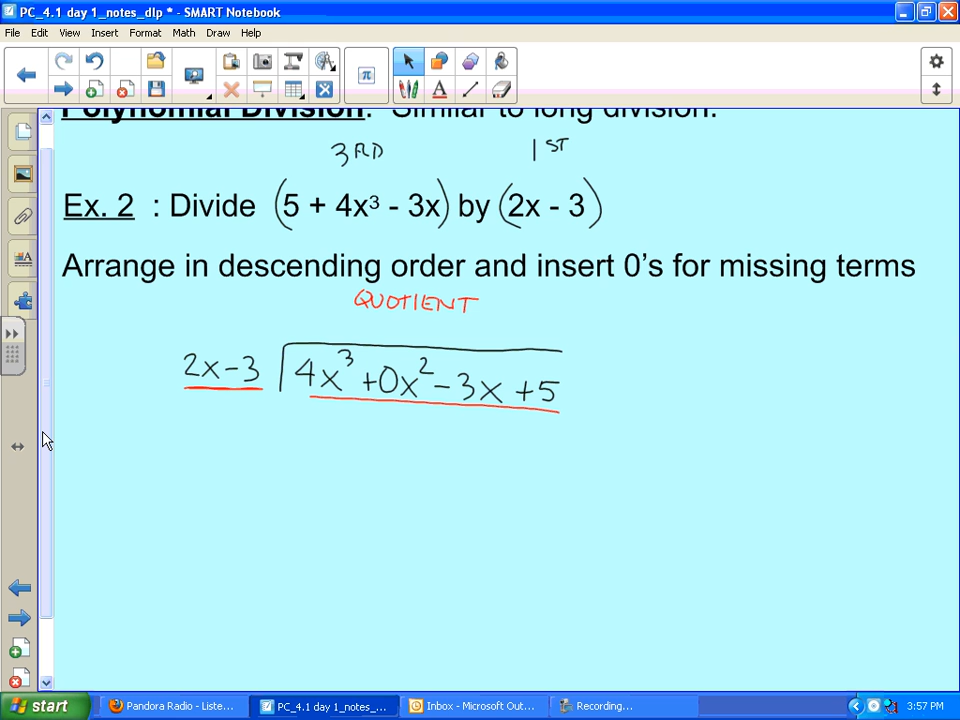 PC_4.1 day 1_notes_dlp * - SMART Notebook
File Edit View Insert Format Math Draw Help
π
A
Polynomial Division: Similar to long division.
3RD 1ST
Ex. 2 : Divide (5 + 4x³ - 3x) by (2x - 3)
Arrange in descending order and insert 0's for missing terms
QUOTIENT
2x-3 4x³ +0x² -3x +5
start Pandora Radio - Liste... PC_4.1 day 1_notes_... Inbox - Microsoft Out... Recording... 3:57 PM